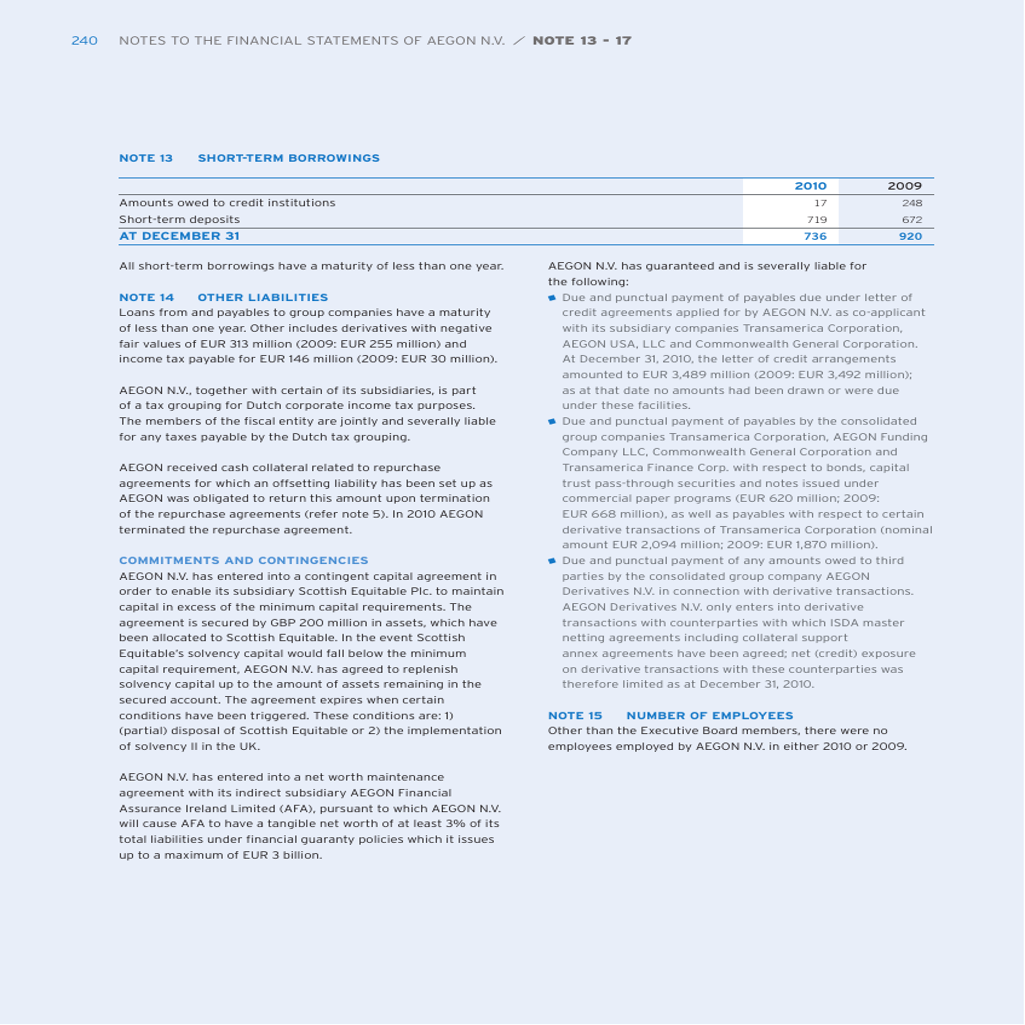 240 NOTES TO THE FINANCIAL STATEMENTS OF AEGON N.V. / NOTE 13 - 17
NOTE 13 SHORT-TERM BORROWINGS
2010 2009
Amounts owed to credit institutions 17 248
Short-term deposits 719 672
AT DECEMBER 31 736 920
All short-term borrowings have a maturity of less than one year.
NOTE 14 OTHER LIABILITIES
Loans from and payables to group companies have a maturity
of less than one year. Other includes derivatives with negative
fair values of EUR 313 million (2009: EUR 255 million) and
income tax payable for EUR 146 million (2009: EUR 30 million).
AEGON N.V., together with certain of its subsidiaries, is part
of a tax grouping for Dutch corporate income tax purposes.
The members of the fiscal entity are jointly and severally liable
for any taxes payable by the Dutch tax grouping.
AEGON received cash collateral related to repurchase
agreements for which an offsetting liability has been set up as
AEGON was obligated to return this amount upon termination
of the repurchase agreements (refer note 5). In 2010 AEGON
terminated the repurchase agreement.
COMMITMENTS AND CONTINGENCIES
AEGON N.V. has entered into a contingent capital agreement in
order to enable its subsidiary Scottish Equitable Plc. to maintain
capital in excess of the minimum capital requirements. The
agreement is secured by GBP 200 million in assets, which have
been allocated to Scottish Equitable. In the event Scottish
Equitable's solvency capital would fall below the minimum
capital requirement, AEGON N.V. has agreed to replenish
solvency capital up to the amount of assets remaining in the
secured account. The agreement expires when certain
conditions have been triggered. These conditions are: 1)
(partial) disposal of Scottish Equitable or 2) the implementation
of solvency II in the UK.
AEGON N.V. has entered into a net worth maintenance
agreement with its indirect subsidiary AEGON Financial
Assurance Ireland Limited (AFA), pursuant to which AEGON N.V.
will cause AFA to have a tangible net worth of at least 3% of its
total liabilities under financial guaranty policies which it issues
up to a maximum of EUR 3 billion.
AEGON N.V. has guaranteed and is severally liable for
the following:
Due and punctual payment of payables due under letter of
credit agreements applied for by AEGON N.V. as co-applicant
with its subsidiary companies Transamerica Corporation,
AEGON USA, LLC and Commonwealth General Corporation.
At December 31, 2010, the letter of credit arrangements
amounted to EUR 3,489 million (2009: EUR 3,492 million);
as at that date no amounts had been drawn or were due
under these facilities.
Due and punctual payment of payables by the consolidated
group companies Transamerica Corporation, AEGON Funding
Company LLC, Commonwealth General Corporation and
Transamerica Finance Corp. with respect to bonds, capital
trust pass-through securities and notes issued under
commercial paper programs (EUR 620 million; 2009:
EUR 668 million), as well as payables with respect to certain
derivative transactions of Transamerica Corporation (nominal
amount EUR 2,094 million; 2009: EUR 1,870 million).
Due and punctual payment of any amounts owed to third
parties by the consolidated group company AEGON
Derivatives N.V. in connection with derivative transactions.
AEGON Derivatives N.V. only enters into derivative
transactions with counterparties with which ISDA master
netting agreements including collateral support
annex agreements have been agreed; net (credit) exposure
on derivative transactions with these counterparties was
therefore limited as at December 31, 2010.
NOTE 15 NUMBER OF EMPLOYEES
Other than the Executive Board members, there were no
employees employed by AEGON N.V. in either 2010 or 2009.